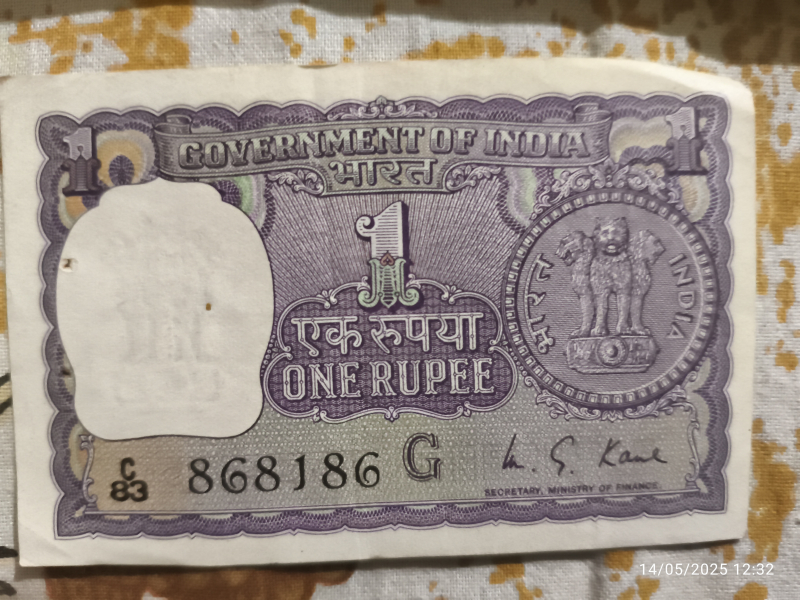 1 GOVERNMENT OF INDIA 1
भारत
1
एक रुपया
ONE RUPEE
भारत INDIA
C/83 868186 G M. G. Kaul
SECRETARY, MINISTRY OF FINANCE.
14/05/2025 12:32